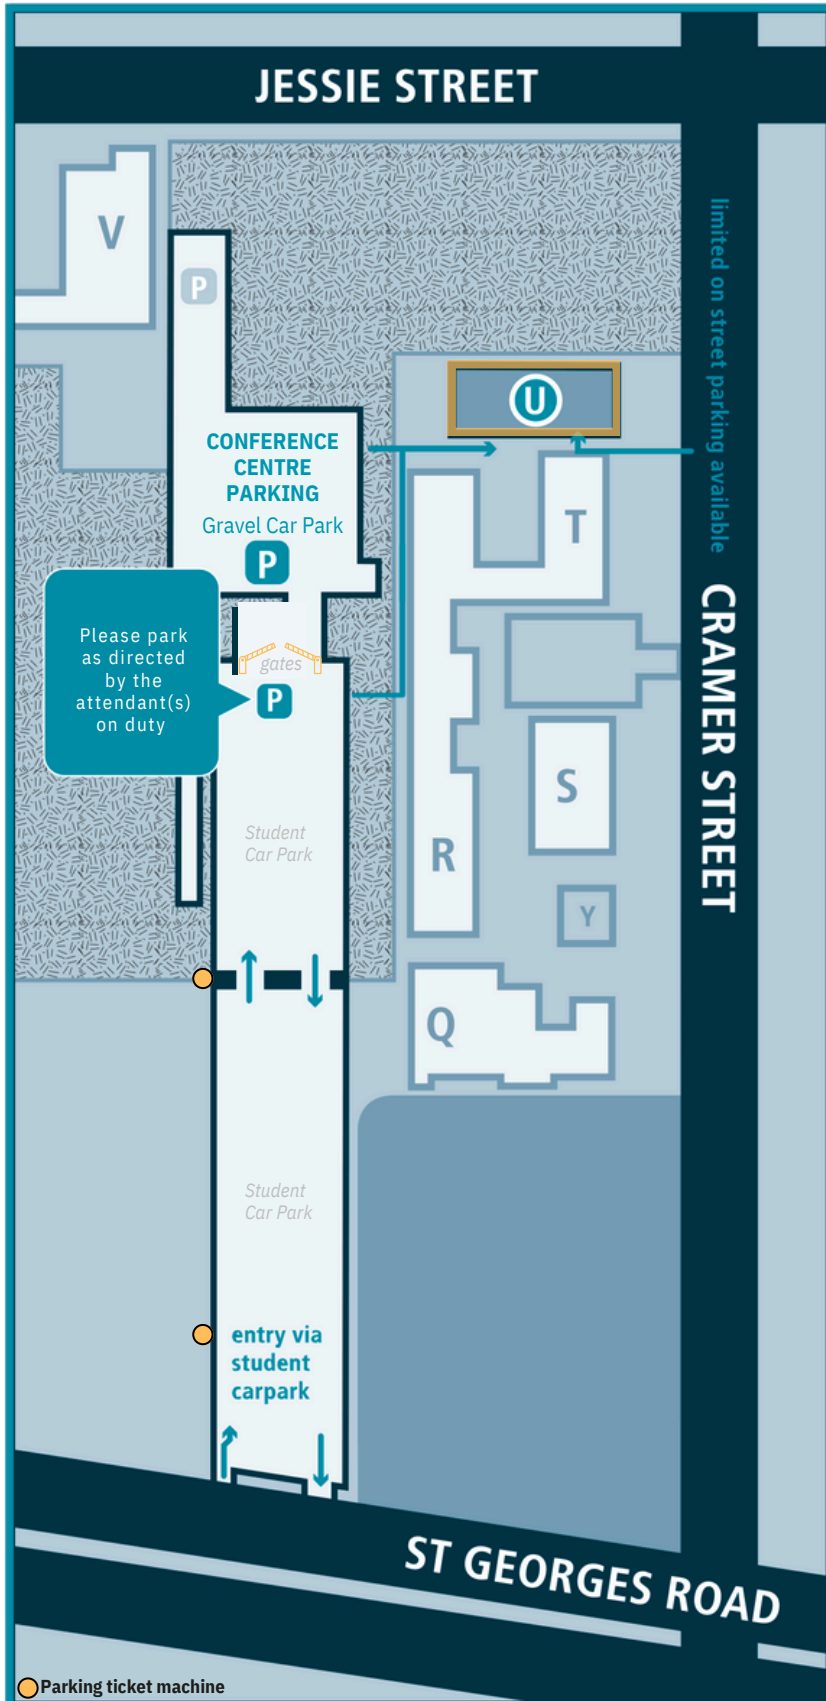 JESSIE STREET
V
P
limited on street parking available
U
CONFERENCE
CENTRE
PARKING
Gravel Car Park
P
T
Please park
as directed
by the
attendant(s)
on duty
gates
P
CRAMER STREET
S
Student
Car Park
R
Y
Q
Student
Car Park
entry via
student
carpark
ST GEORGES ROAD
Parking ticket machine